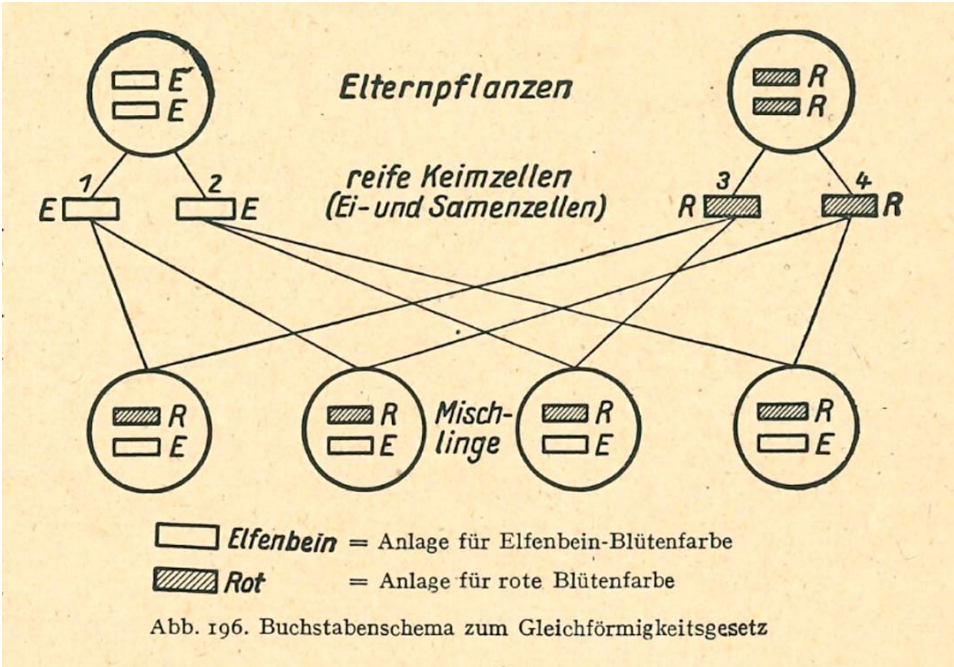 E
E
Elternpflanzen
R
R
1
2
reife Keimzellen
3
4
E
E
(Ei- und Samenzellen)
R
R
R
E
R
E
Misch-
linge
R
E
R
E
Elfenbein = Anlage für Elfenbein-Blütenfarbe
Rot = Anlage für rote Blütenfarbe
Abb. 196. Buchstabenschema zum Gleichförmigkeitsgesetz